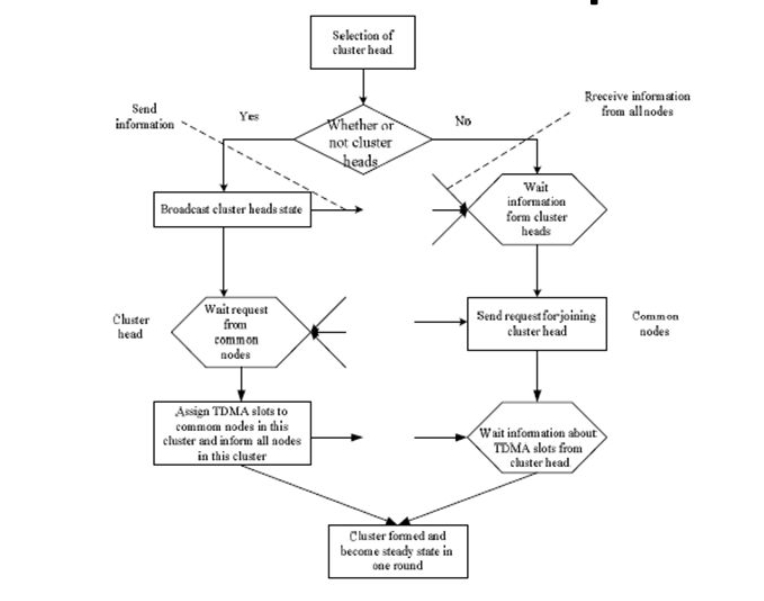 Selection of
cluster head
Send
information
Yes
Whether or
not cluster
heads
No
Rreceive information
from all nodes
Broadcast cluster heads state
Wait
information
form cluster
heads
Cluster
head
Wait request
from
common
nodes
Send request for joining
cluster head
Common
nodes
Assign TDMA slots to
common nodes in this
cluster and inform all nodes
in this cluster
Wait information about
TDMA slots from
cluster head
Cluster formed and
become steady state in
one round